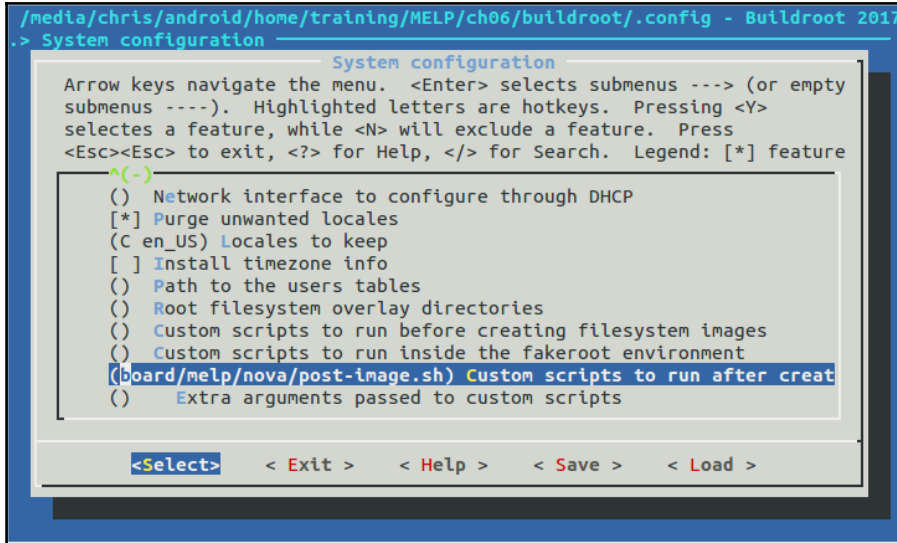 /media/chris/android/home/training/MELP/ch06/buildroot/.config - Buildroot 2017
.> System configuration
System configuration
Arrow keys navigate the menu.  <Enter> selects submenus ---> (or empty
submenus ----).  Highlighted letters are hotkeys.  Pressing <Y>
selectes a feature, while <N> will exclude a feature.  Press
<Esc><Esc> to exit, <?> for Help, </> for Search.  Legend: [*] feature
^(-)
()  Network interface to configure through DHCP
[*] Purge unwanted locales
(C en_US) Locales to keep
[ ] Install timezone info
()  Path to the users tables
()  Root filesystem overlay directories
()  Custom scripts to run before creating filesystem images
()  Custom scripts to run inside the fakeroot environment
(board/melp/nova/post-image.sh) Custom scripts to run after creat
()    Extra arguments passed to custom scripts
<Select>    < Exit >    < Help >    < Save >    < Load >